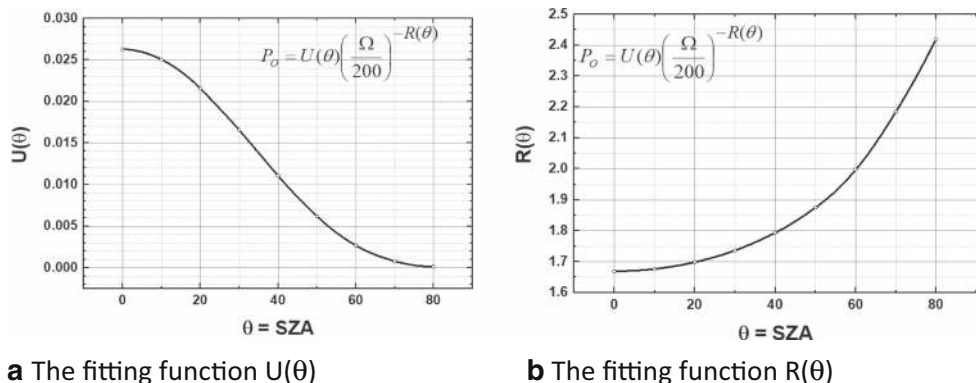 0.030
0.025
0.020
0.015
0.010
0.005
0.000
U(θ)
P_O = U(θ)(Ω/200)^{-R(θ)}
0 20 40 60 80
θ = SZA
2.5
2.4
2.3
2.2
2.1
2.0
1.9
1.8
1.7
1.6
R(θ)
P_O = U(θ)(Ω/200)^{-R(θ)}
0 20 40 60 80
θ = SZA
a The fitting function U(θ)
b The fitting function R(θ)